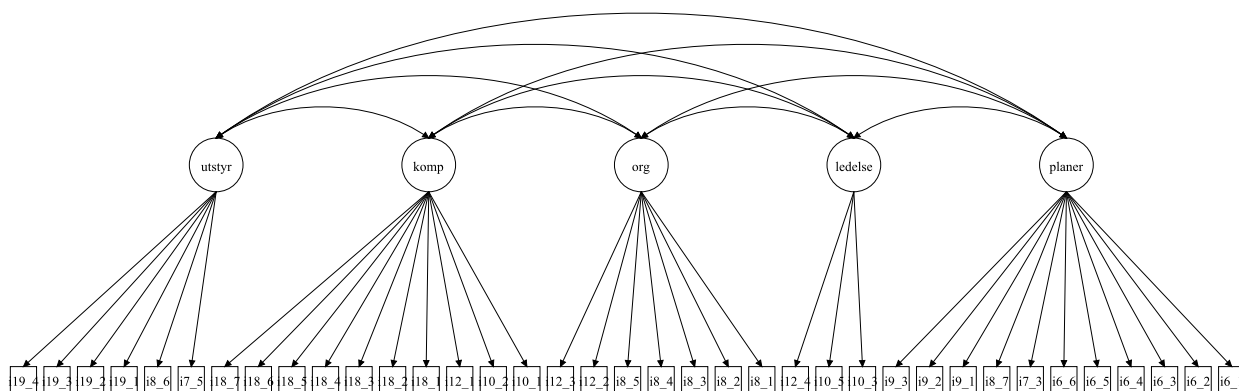 utstyr komp org ledelse planer
i19_4 i19_3 i19_2 i19_1 i8_6 i7_5 i18_7 i18_6 i18_5 i18_4 i18_3 i18_2 i18_1 i12_1 i10_2 i10_1 i12_3 i12_2 i8_5 i8_4 i8_3 i8_2 i8_1 i12_4 i10_5 i10_3 i9_3 i9_2 i9_1 i8_7 i7_3 i6_6 i6_5 i6_4 i6_3 i6_2